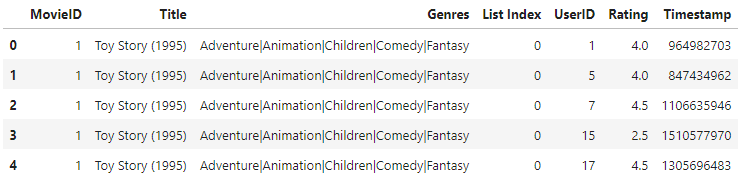 MovieID Title Genres List Index UserID Rating Timestamp
0 1 Toy Story (1995) Adventure|Animation|Children|Comedy|Fantasy 0 1 4.0 964982703
1 1 Toy Story (1995) Adventure|Animation|Children|Comedy|Fantasy 0 5 4.0 847434962
2 1 Toy Story (1995) Adventure|Animation|Children|Comedy|Fantasy 0 7 4.5 1106635946
3 1 Toy Story (1995) Adventure|Animation|Children|Comedy|Fantasy 0 15 2.5 1510577970
4 1 Toy Story (1995) Adventure|Animation|Children|Comedy|Fantasy 0 17 4.5 1305696483